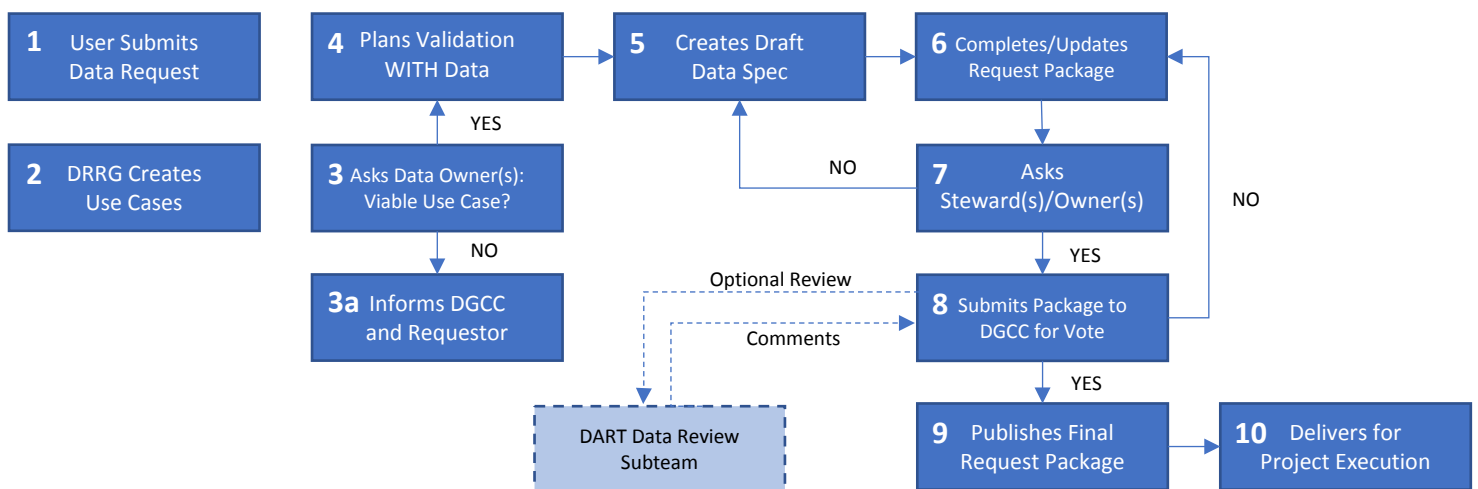 1 User Submits
Data Request
4 Plans Validation
WITH Data
5 Creates Draft
Data Spec
6 Completes/Updates
Request Package
YES
2 DRRG Creates
Use Cases
3 Asks Data Owner(s):
Viable Use Case?
NO
7 Asks
Steward(s)/Owner(s)
NO
NO
YES
3a Informs DGCC
and Requestor
Optional Review
8 Submits Package to
DGCC for Vote
Comments
YES
DART Data Review
Subteam
9 Publishes Final
Request Package
10 Delivers for
Project Execution